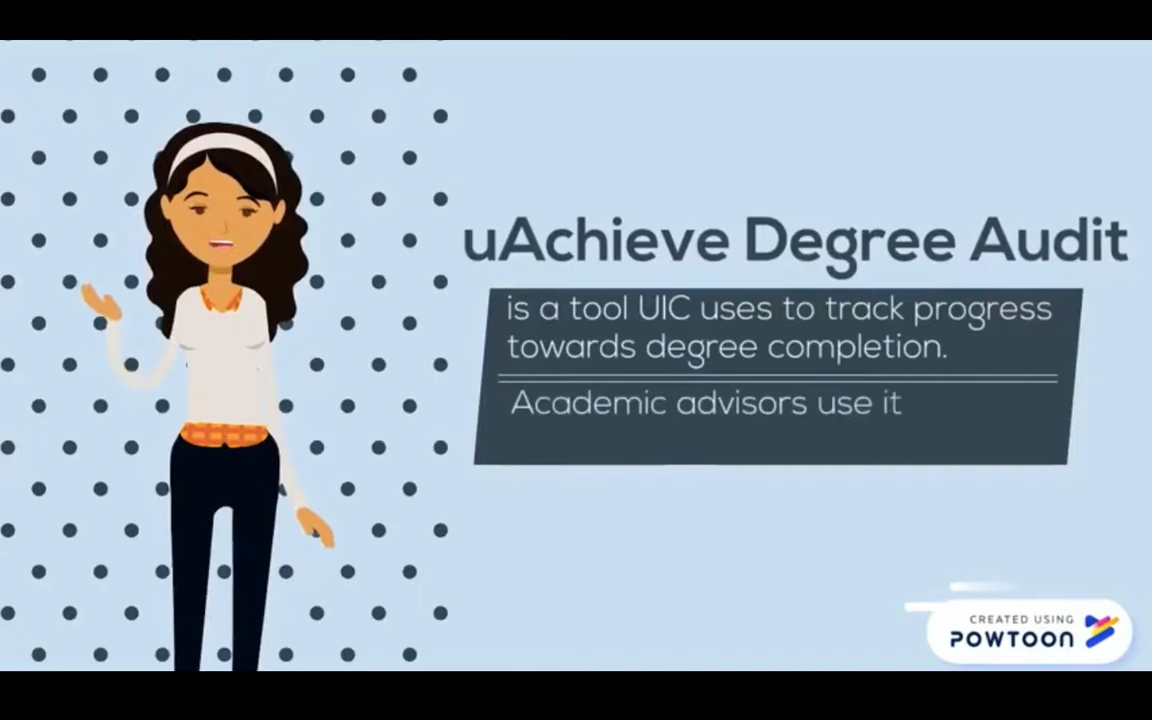 uAchieve Degree Audit
is a tool UIC uses to track progress
towards degree completion.
Academic advisors use it
CREATED USING
POWTOON